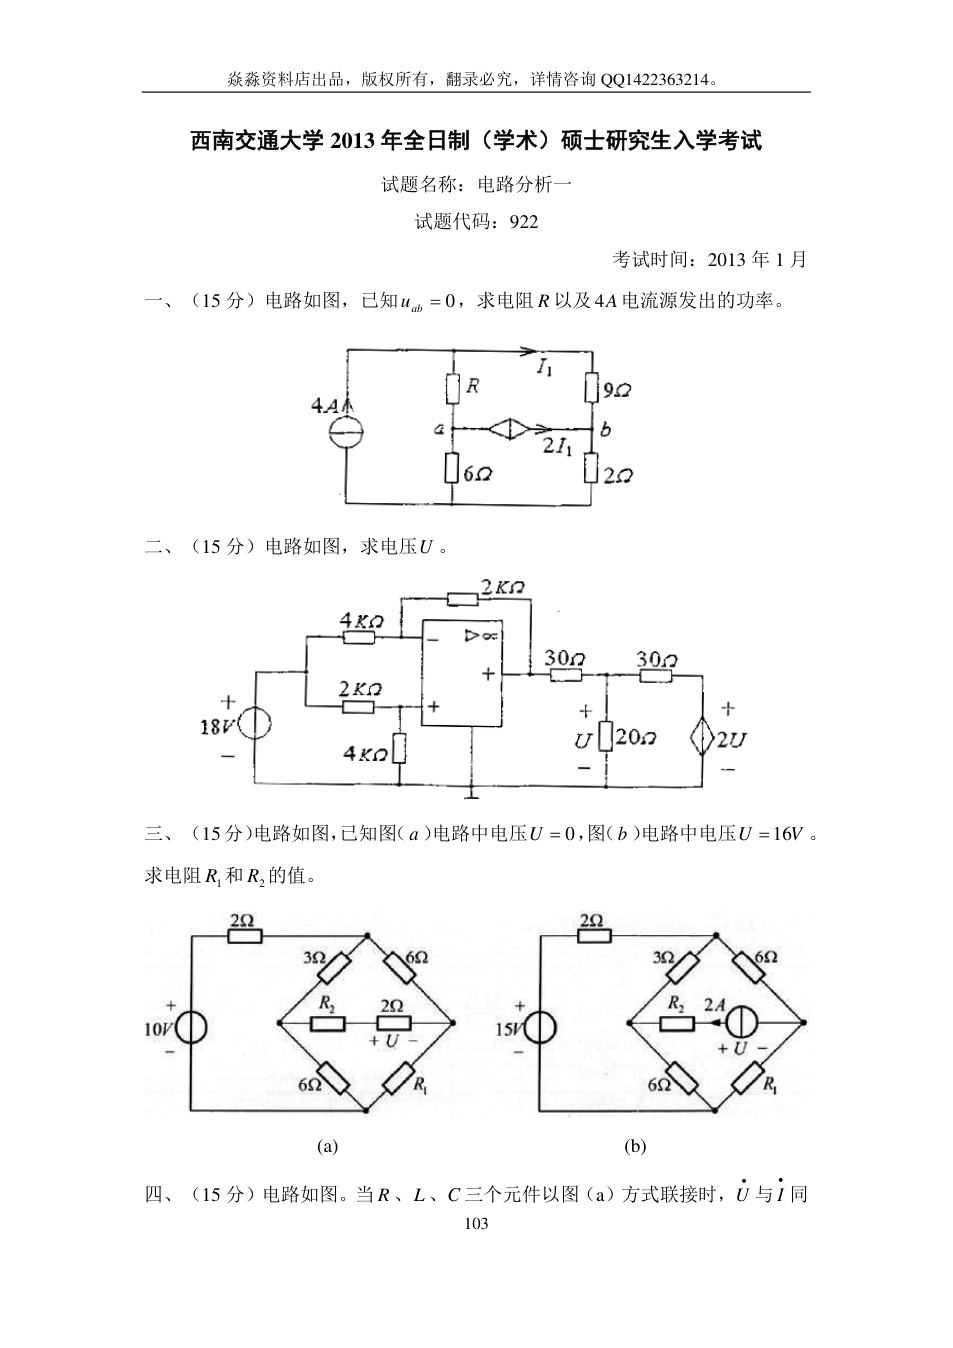 焱淼资料店出品，版权所有，翻录必究，详情咨询 QQ1422363214。
西南交通大学 2013 年全日制（学术）硕士研究生入学考试
试题名称：电路分析一
试题代码：922
考试时间：2013 年 1 月
一、（15 分）电路如图，已知 u_ab = 0，求电阻 R 以及 4A 电流源发出的功率。
I₁
R
9Ω
4A
a
b
2I₁
6Ω
2Ω
二、（15 分）电路如图，求电压 U 。
2KΩ
4KΩ
− ▷ ∞
30Ω 30Ω
+
2KΩ
+
+ + +
18V
U 20Ω 2U
4KΩ
− − −
三、（15 分）电路如图，已知图（a）电路中电压 U = 0，图（b）电路中电压 U = 16V 。
求电阻 R₁ 和 R₂ 的值。
2Ω 2Ω
3Ω 6Ω 3Ω 6Ω
R₂ 2Ω R₂ 2A
+ +
10V 15V
+ U − + U −
− −
6Ω R₁ 6Ω R₁
(a) (b)
四、（15 分）电路如图。当 R 、L 、C 三个元件以图（a）方式联接时，U̇ 与 İ 同
103